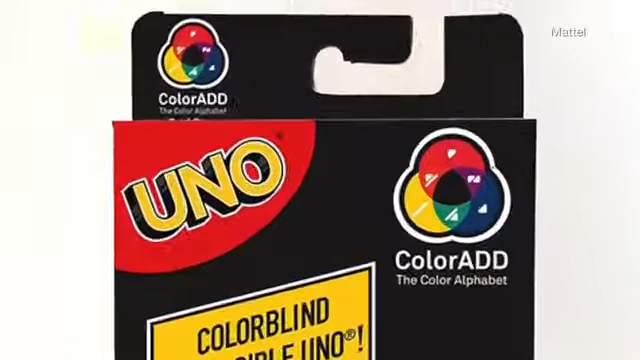 Mattel
ColorADD
The Color Alphabet
UNO
ColorADD
The Color Alphabet
COLORBLIND
UNO®!